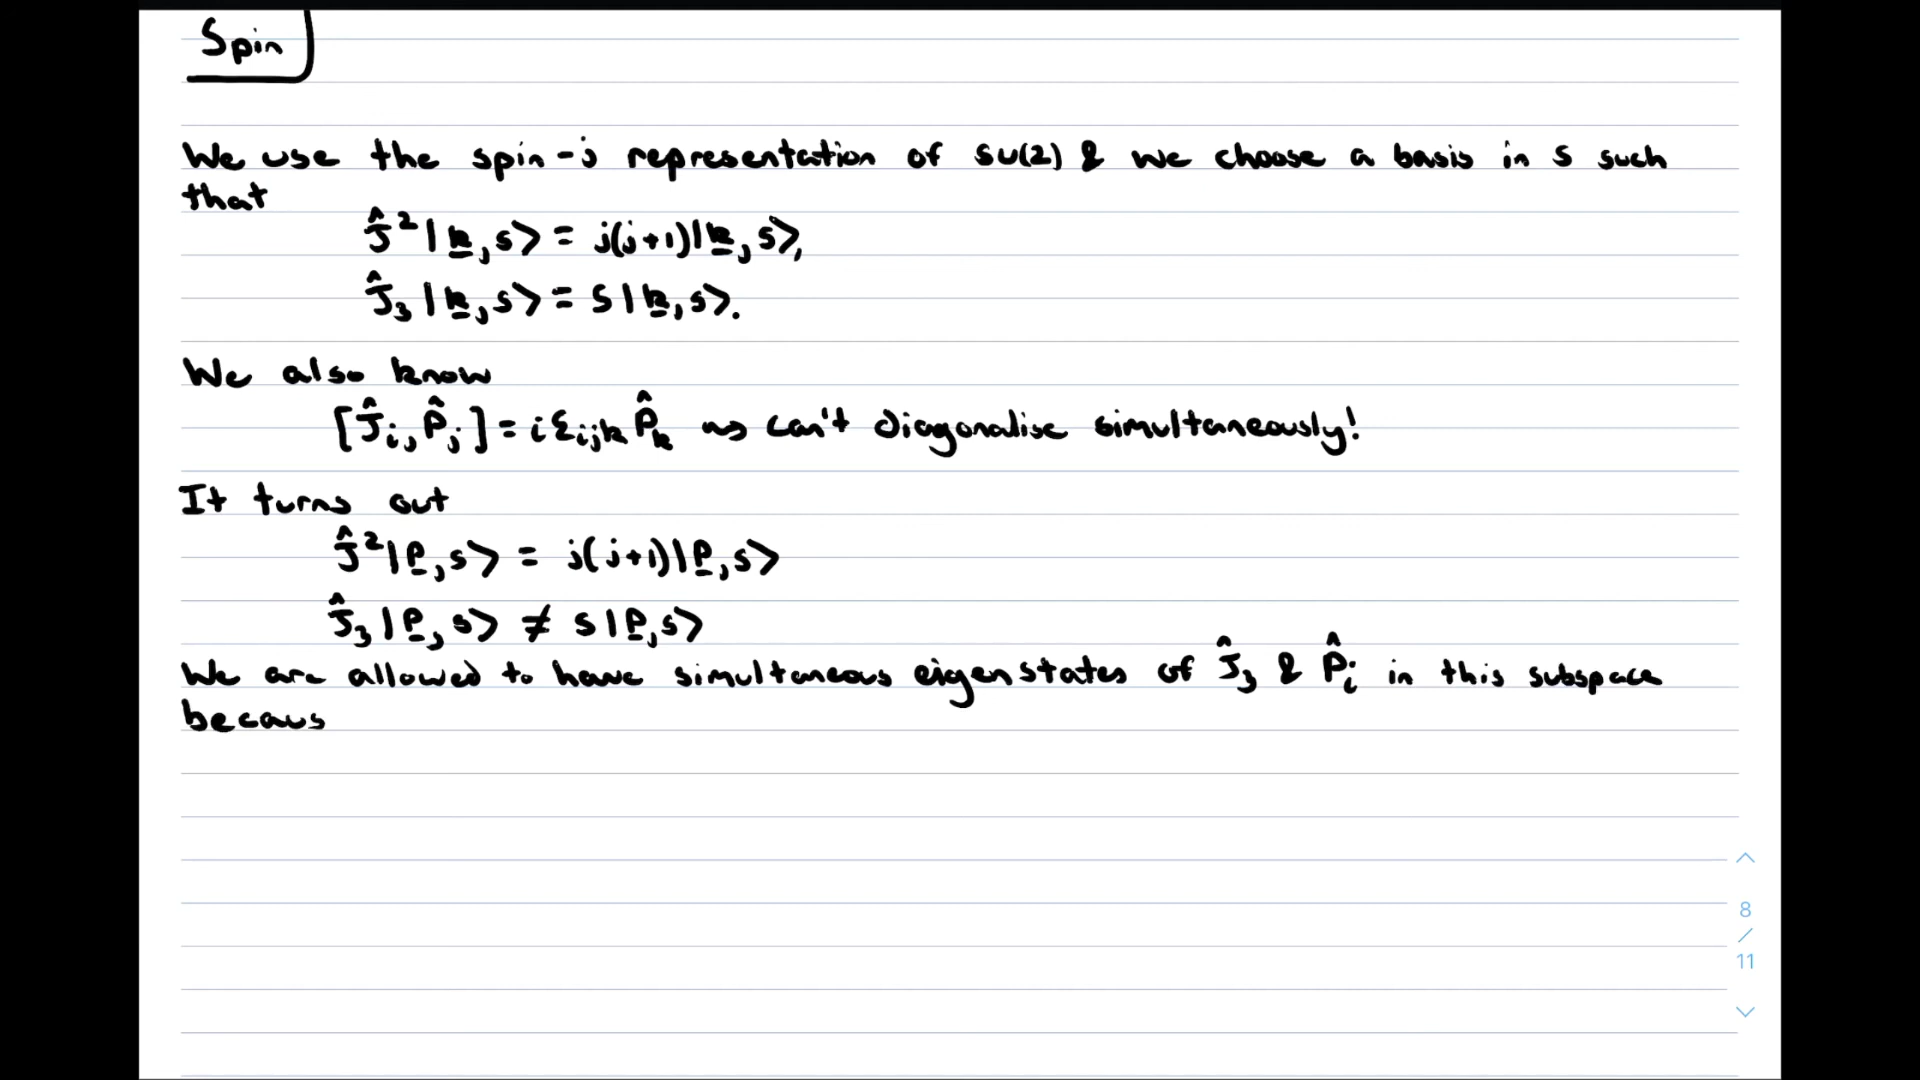 Spin
We use the spin-j representation of su(2) & we choose a basis in s such
that
Ĵ²|k̲,s⟩ = j(j+1)|k̲,s⟩,
Ĵ₃|k̲,s⟩ = s|k̲,s⟩.
We also know
[Ĵᵢ,P̂ⱼ] = iεᵢⱼₖP̂ₖ ⇝ can't diagonalise simultaneously!
It turns out
Ĵ²|p̲,s⟩ = j(j+1)|p̲,s⟩
Ĵ₃|p̲,s⟩ ≠ s|p̲,s⟩
We are allowed to have simultaneous eigenstates of Ĵ₃ & P̂ᵢ in this subspace
becaus
8
/
11